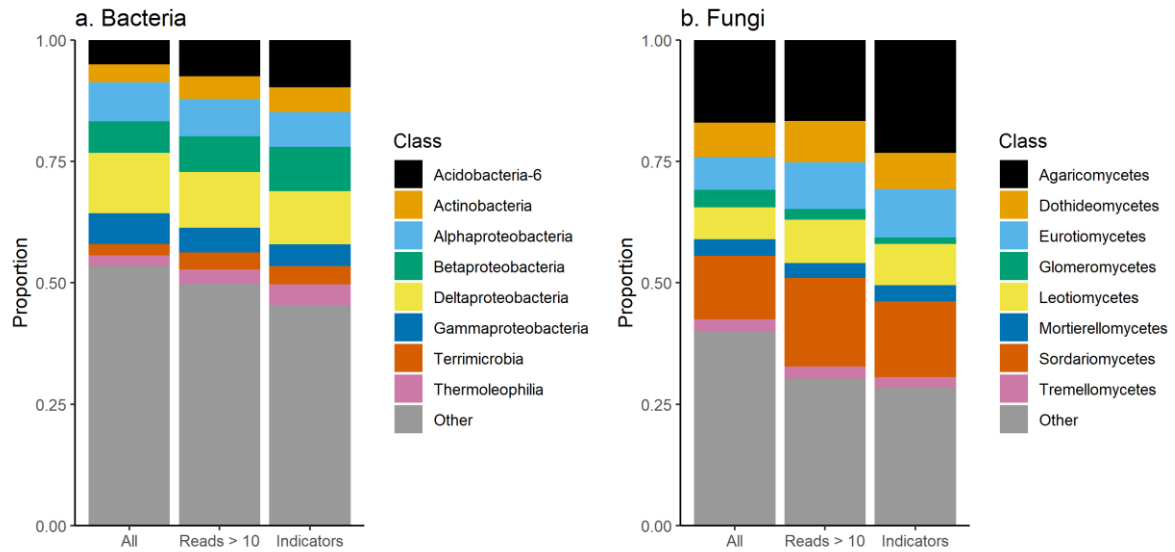 a. Bacteria
Proportion
1.00
0.75
0.50
0.25
0.00
All
Reads > 10
Indicators
Class
Acidobacteria-6
Actinobacteria
Alphaproteobacteria
Betaproteobacteria
Deltaproteobacteria
Gammaproteobacteria
Terrimicrobia
Thermoleophilia
Other
b. Fungi
Proportion
1.00
0.75
0.50
0.25
0.00
All
Reads > 10
Indicators
Class
Agaricomycetes
Dothideomycetes
Eurotiomycetes
Glomeromycetes
Leotiomycetes
Mortierellomycetes
Sordariomycetes
Tremellomycetes
Other